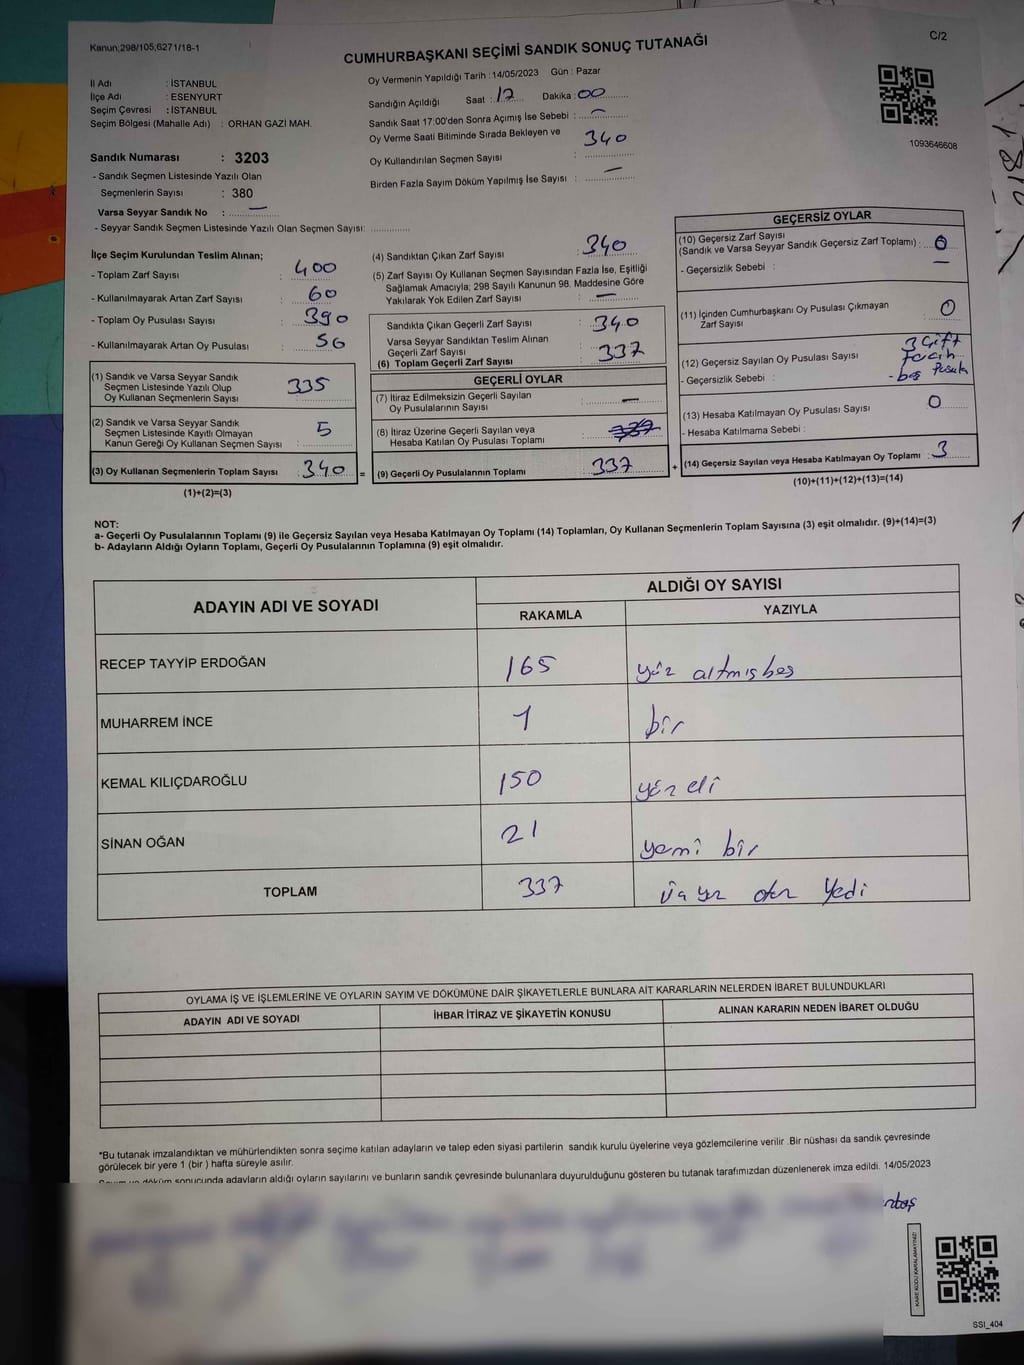 Kanun;298/105;6271/18-1
CUMHURBAŞKANI SEÇİMİ SANDIK SONUÇ TUTANAĞI
C/2
İl Adı : İSTANBUL
İlçe Adı : ESENYURT
Seçim Çevresi : İSTANBUL
Seçim Bölgesi (Mahalle Adı) : ORHAN GAZİ MAH.
Sandık Numarası : 3203
- Sandık Seçmen Listesinde Yazılı Olan
Seçmenlerin Sayısı : 380
Varsa Seyyar Sandık No : —
- Seyyar Sandık Seçmen Listesinde Yazılı Olan Seçmen Sayısı:
Oy Vermenin Yapıldığı Tarih : 14/05/2023 Gün : Pazar
Sandığın Açıldığı Saat : 17 Dakika : 00
Sandık Saat 17:00'den Sonra Açımış İse Sebebi : —
Oy Verme Saati Bitiminde Sırada Bekleyen ve
Oy Kullandırılan Seçmen Sayısı : 340
Birden Fazla Sayım Döküm Yapılmış İse Sayısı : —
1093646608
İlçe Seçim Kurulundan Teslim Alınan;
- Toplam Zarf Sayısı : 400
- Kullanılmayarak Artan Zarf Sayısı : 60
- Toplam Oy Pusulası Sayısı : 390
- Kullanılmayarak Artan Oy Pusulası : 50
(1) Sandık ve Varsa Seyyar Sandık
Seçmen Listesinde Yazılı Olup
Oy Kullanan Seçmenlerin Sayısı : 335
(2) Sandık ve Varsa Seyyar Sandık
Seçmen Listesinde Kayıtlı Olmayan
Kanun Gereği Oy Kullanan Seçmen Sayısı : 5
(3) Oy Kullanan Seçmenlerin Toplam Sayısı : 340
(1)+(2)=(3)
(4) Sandıktan Çıkan Zarf Sayısı : 340
(5) Zarf Sayısı Oy Kullanan Seçmen Sayısından Fazla İse, Eşitliği
Sağlamak Amacıyla; 298 Sayılı Kanunun 98. Maddesine Göre
Yakılarak Yok Edilen Zarf Sayısı : —
Sandıkta Çıkan Geçerli Zarf Sayısı : 340
Varsa Seyyar Sandıktan Teslim Alınan
Geçerli Zarf Sayısı
(6) Toplam Geçerli Zarf Sayısı : 337
GEÇERLİ OYLAR
(7) İtiraz Edilmeksizin Geçerli Sayılan
Oy Pusulalarının Sayısı : —
(8) İtiraz Üzerine Geçerli Sayılan veya
Hesaba Katılan Oy Pusulası Toplamı :
= (9) Geçerli Oy Pusulalarının Toplamı : 337
GEÇERSİZ OYLAR
(10) Geçersiz Zarf Sayısı
(Sandık ve Varsa Seyyar Sandık Geçersiz Zarf Toplamı) : 0
- Geçersizlik Sebebi : —
(11) İçinden Cumhurbaşkanı Oy Pusulası Çıkmayan
Zarf Sayısı : 0
(12) Geçersiz Sayılan Oy Pusulası Sayısı : 3 Çift
- Geçersizlik Sebebi : Tercih
- boş Pusula
(13) Hesaba Katılmayan Oy Pusulası Sayısı : 0
- Hesaba Katılmama Sebebi :
+ (14) Geçersiz Sayılan veya Hesaba Katılmayan Oy Toplamı : 3
(10)+(11)+(12)+(13)=(14)
NOT:
a- Geçerli Oy Pusulalarının Toplamı (9) ile Geçersiz Sayılan veya Hesaba Katılmayan Oy Toplamı (14) Toplamları, Oy Kullanan Seçmenlerin Toplam Sayısına (3) eşit olmalıdır. (9)+(14)=(3)
b- Adayların Aldığı Oyların Toplamı, Geçerli Oy Pusulalarının Toplamına (9) eşit olmalıdır.
ADAYIN ADI VE SOYADI
ALDIĞI OY SAYISI
RAKAMLA YAZIYLA
RECEP TAYYİP ERDOĞAN 165 yüz altmışbeş
MUHARREM İNCE 1 bir
KEMAL KILIÇDAROĞLU 150 yüz elli
SİNAN OĞAN 21 yirmi bir
TOPLAM 337 üç yüz otuz yedi
OYLAMA İŞ VE İŞLEMLERİNE VE OYLARIN SAYIM VE DÖKÜMÜNE DAİR ŞİKAYETLERLE BUNLARA AİT KARARLARIN NELERDEN İBARET BULUNDUKLARI
ADAYIN ADI VE SOYADI İHBAR İTİRAZ VE ŞİKAYETİN KONUSU ALINAN KARARIN NEDEN İBARET OLDUĞU
*Bu tutanak imzalandıktan ve mühürlendikten sonra seçime katılan adayların ve talep eden siyasi partilerin sandık kurulu üyelerine veya gözlemcilerine verilir .Bir nüshası da sandık çevresinde
görülecek bir yere 1 (bir ) hafta süreyle asılır.
Sayım ve döküm sonucunda adayların aldığı oyların sayılarını ve bunların sandık çevresinde bulunanlara duyurulduğunu gösteren bu tutanak tarafımızdan düzenlenerek imza edildi. 14/05/2023
KARE KODU KARALAMAYINIZ!
SSI_404